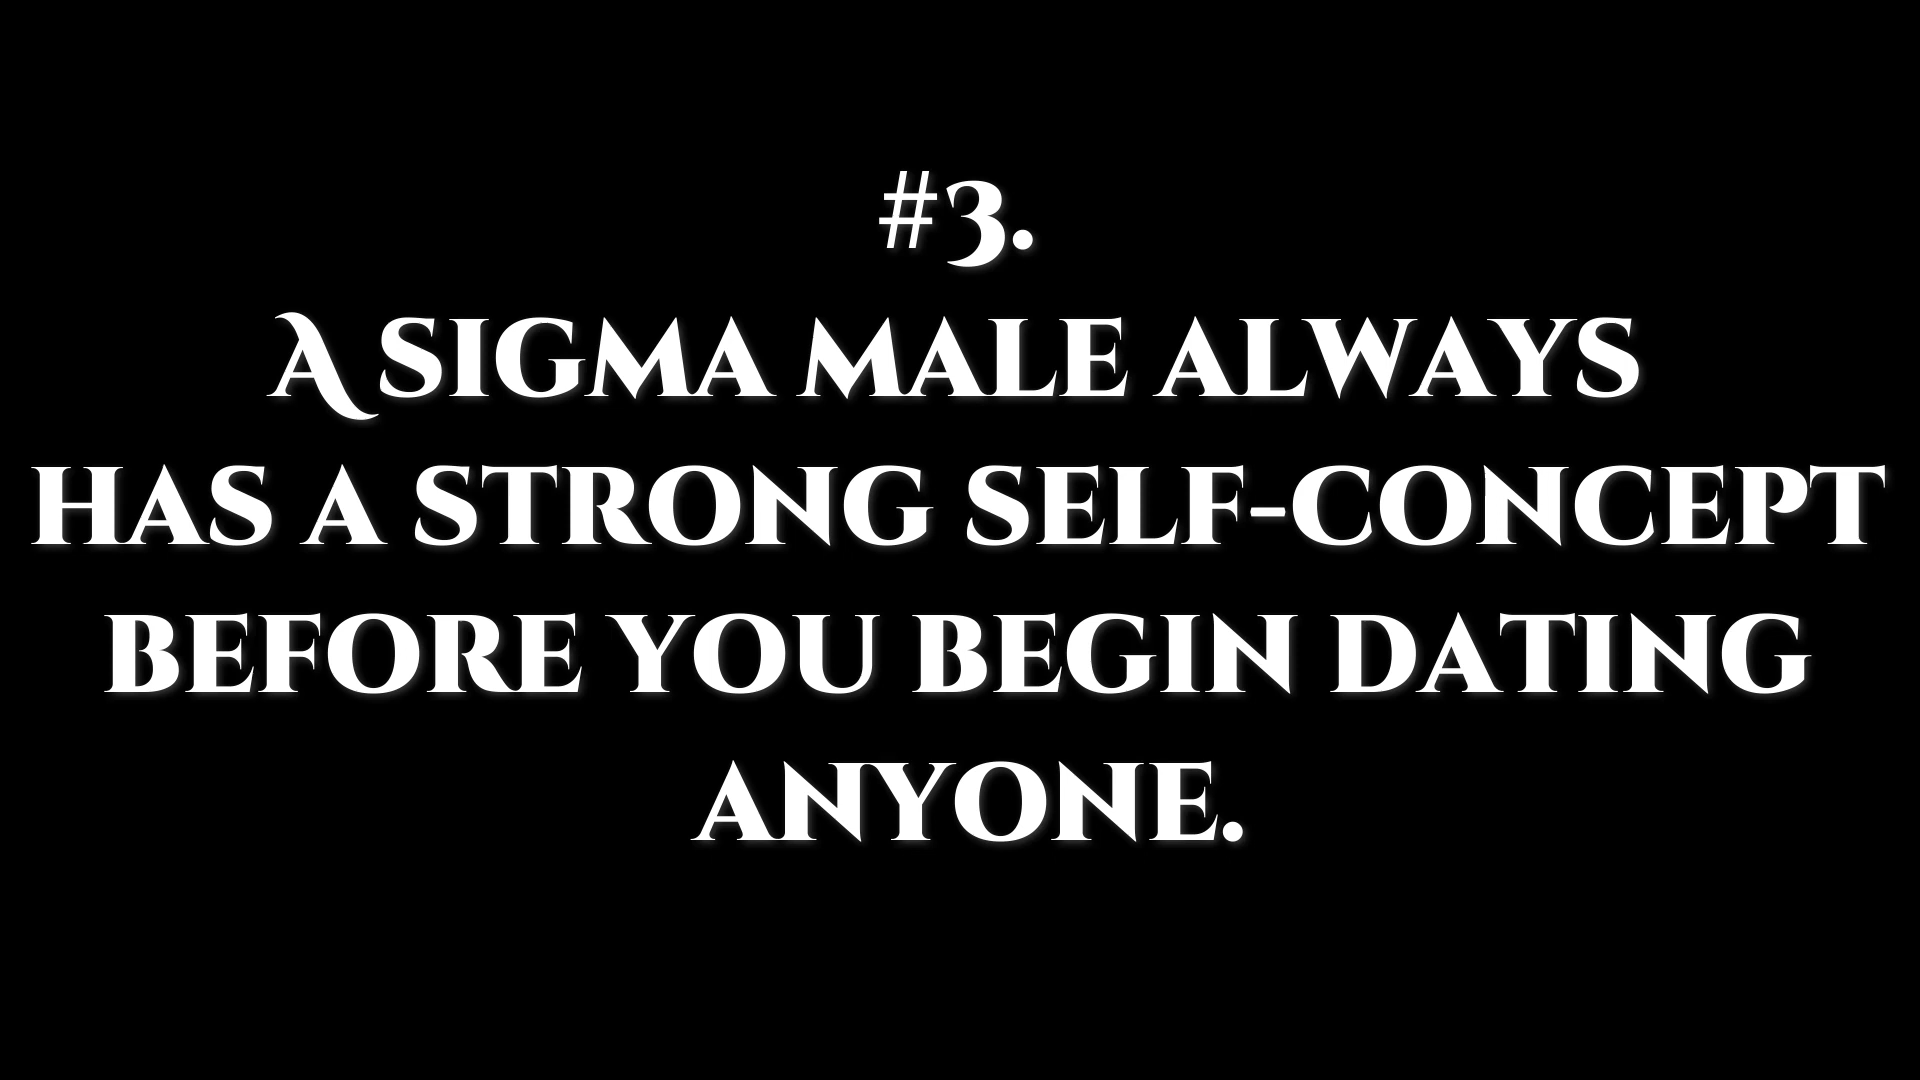 #3.
A SIGMA MALE ALWAYS
HAS A STRONG SELF-CONCEPT
BEFORE YOU BEGIN DATING
ANYONE.